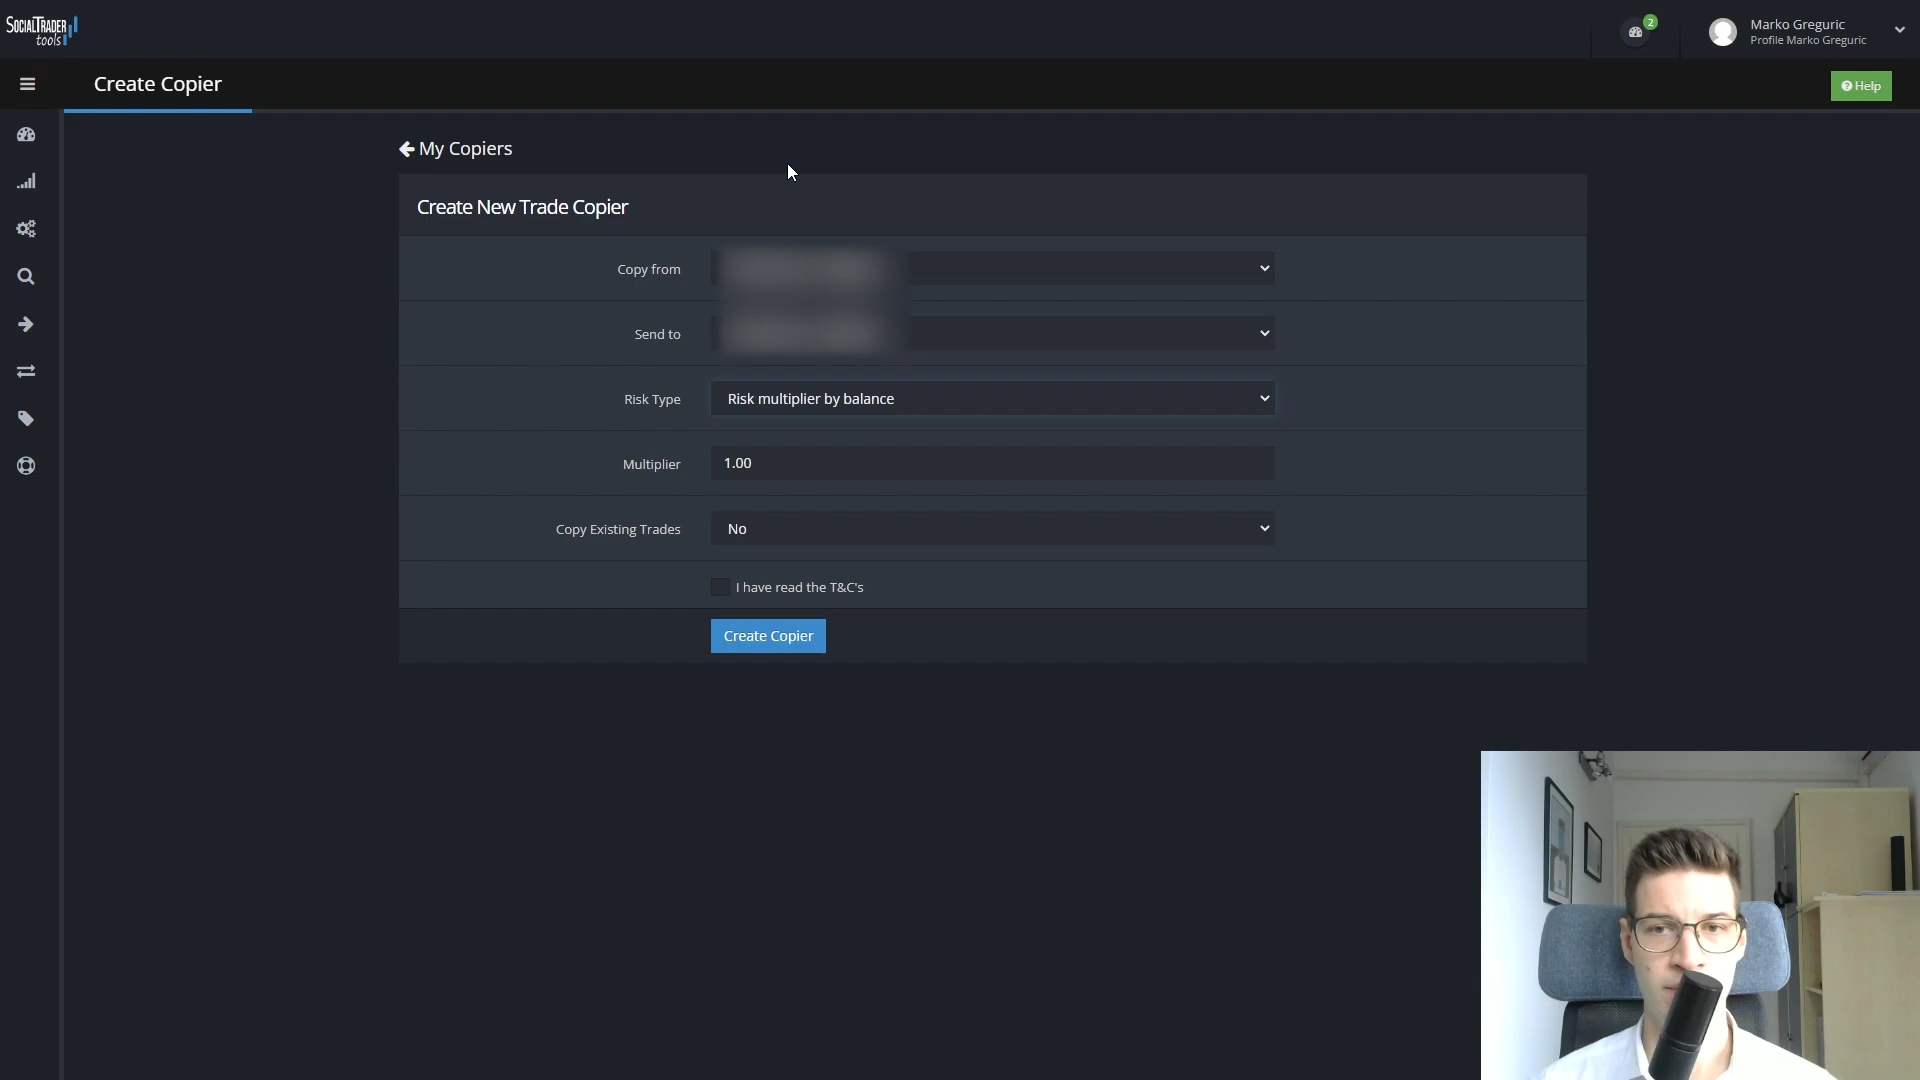 SOCIALTRADER
tools
2
Marko Greguric
Profile Marko Greguric
Create Copier
Help
My Copiers
Create New Trade Copier
Copy from
Send to
Risk Type
Risk multiplier by balance
Multiplier
1.00
Copy Existing Trades
No
I have read the T&C's
Create Copier